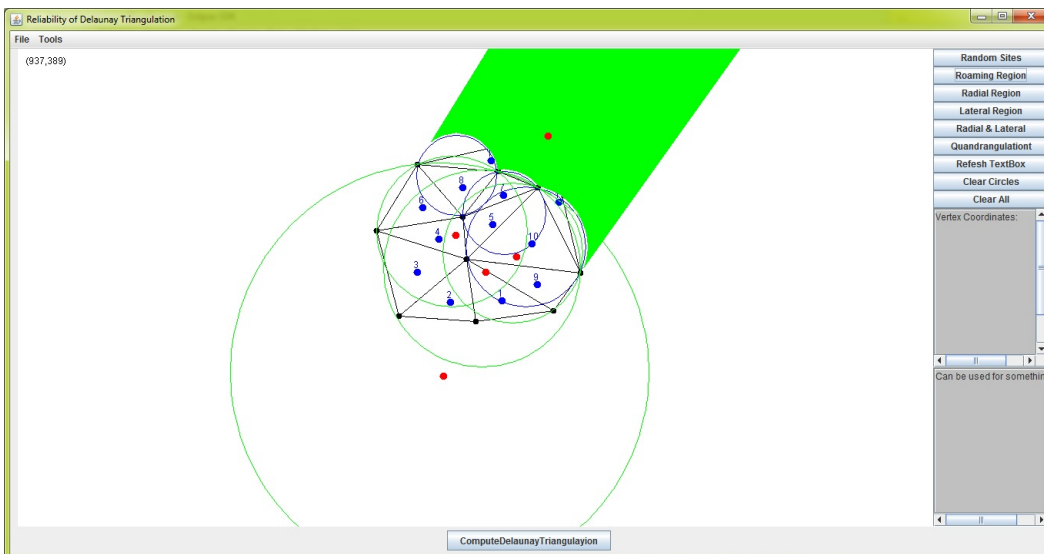 Reliability of Delaunay Triangulation
File Tools
(937,389)
Random Sites
Roaming Region
Radial Region
Lateral Region
Radial & Lateral
Quandrangulationt
Refesh TextBox
Clear Circles
Clear All
Vertex Coordinates:
Can be used for somethin
8
7
6
5
4
10
3
9
2
1
ComputeDelaunayTriangulayion